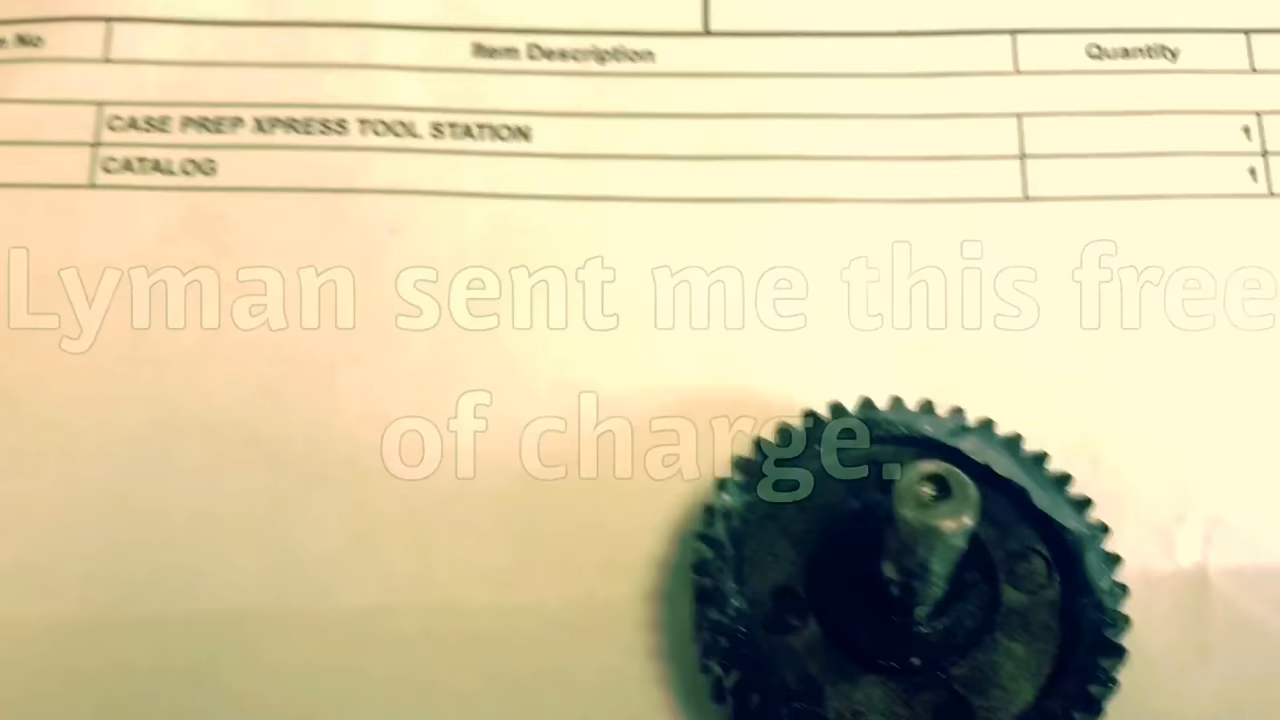 Item Description Quantity
CASE PREP XPRESS TOOL STATION 1
CATALOG 1
Lyman sent me this free
of charge.